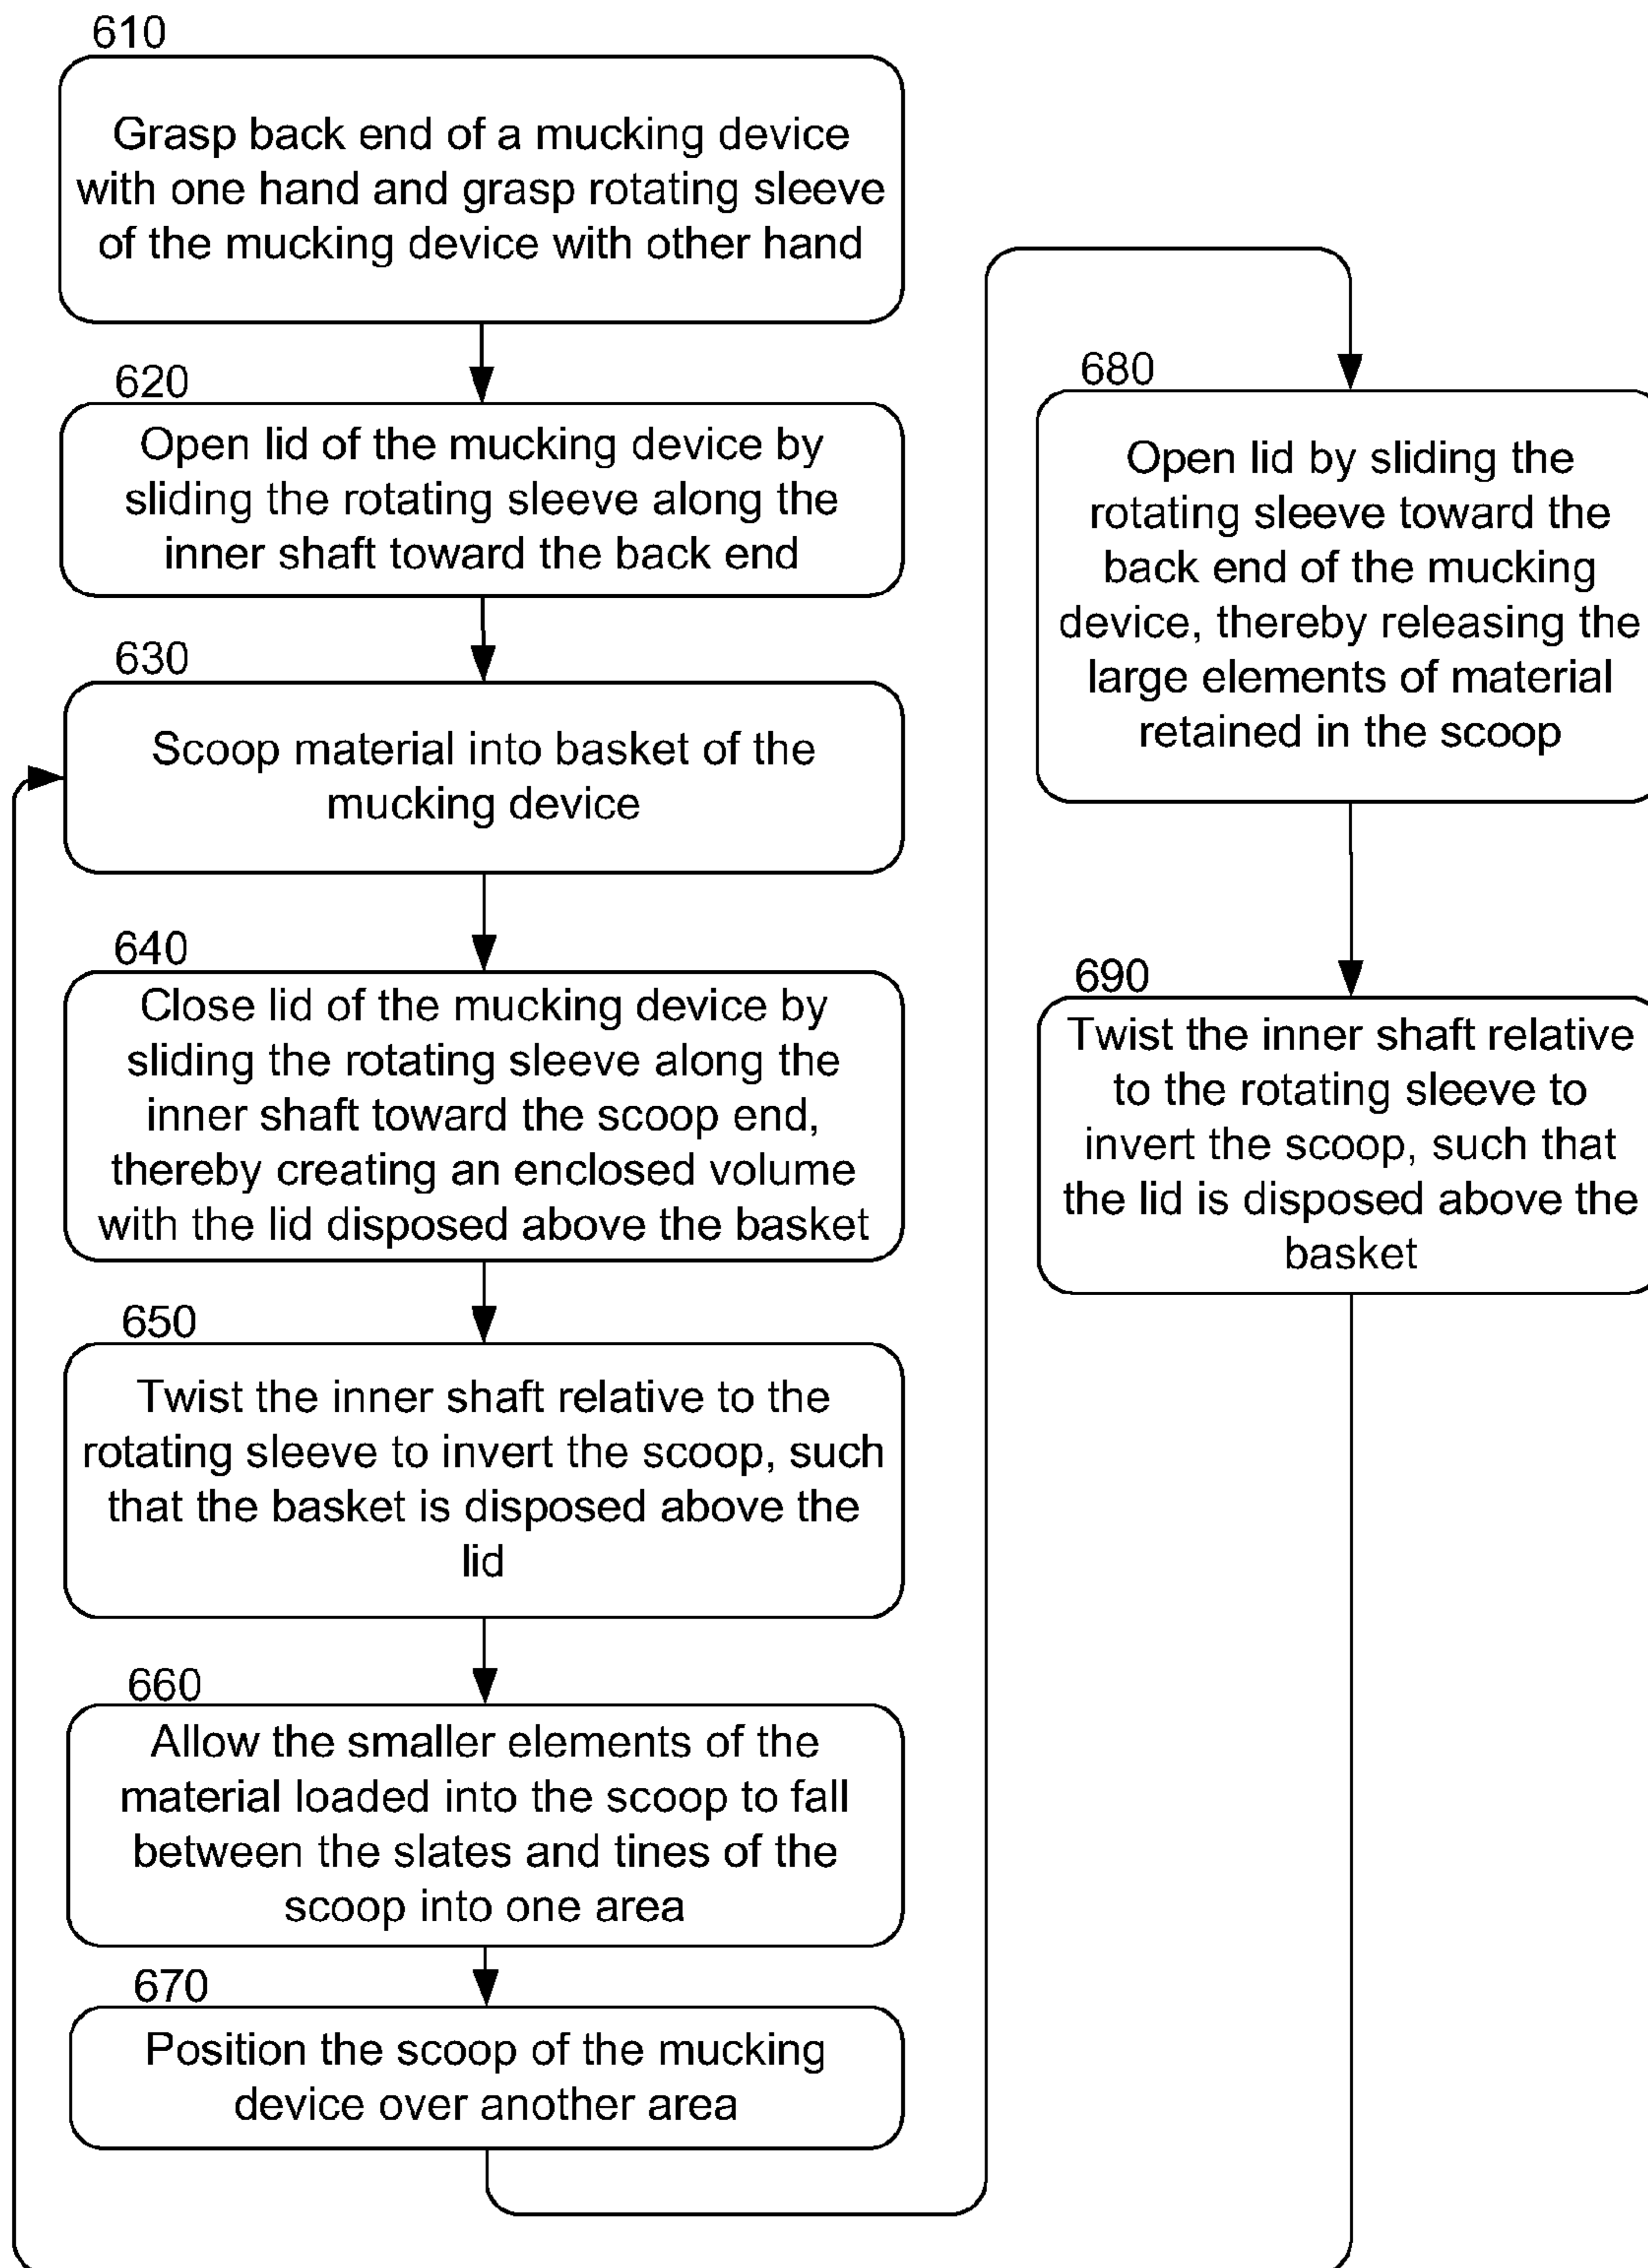 610
Grasp back end of a mucking device
with one hand and grasp rotating sleeve
of the mucking device with other hand
620
Open lid of the mucking device by
sliding the rotating sleeve along the
inner shaft toward the back end
630
Scoop material into basket of the
mucking device
640
Close lid of the mucking device by
sliding the rotating sleeve along the
inner shaft toward the scoop end,
thereby creating an enclosed volume
with the lid disposed above the basket
650
Twist the inner shaft relative to the
rotating sleeve to invert the scoop, such
that the basket is disposed above the
lid
660
Allow the smaller elements of the
material loaded into the scoop to fall
between the slates and tines of the
scoop into one area
670
Position the scoop of the mucking
device over another area
680
Open lid by sliding the
rotating sleeve toward the
back end of the mucking
device, thereby releasing the
large elements of material
retained in the scoop
690
Twist the inner shaft relative
to the rotating sleeve to
invert the scoop, such that
the lid is disposed above the
basket